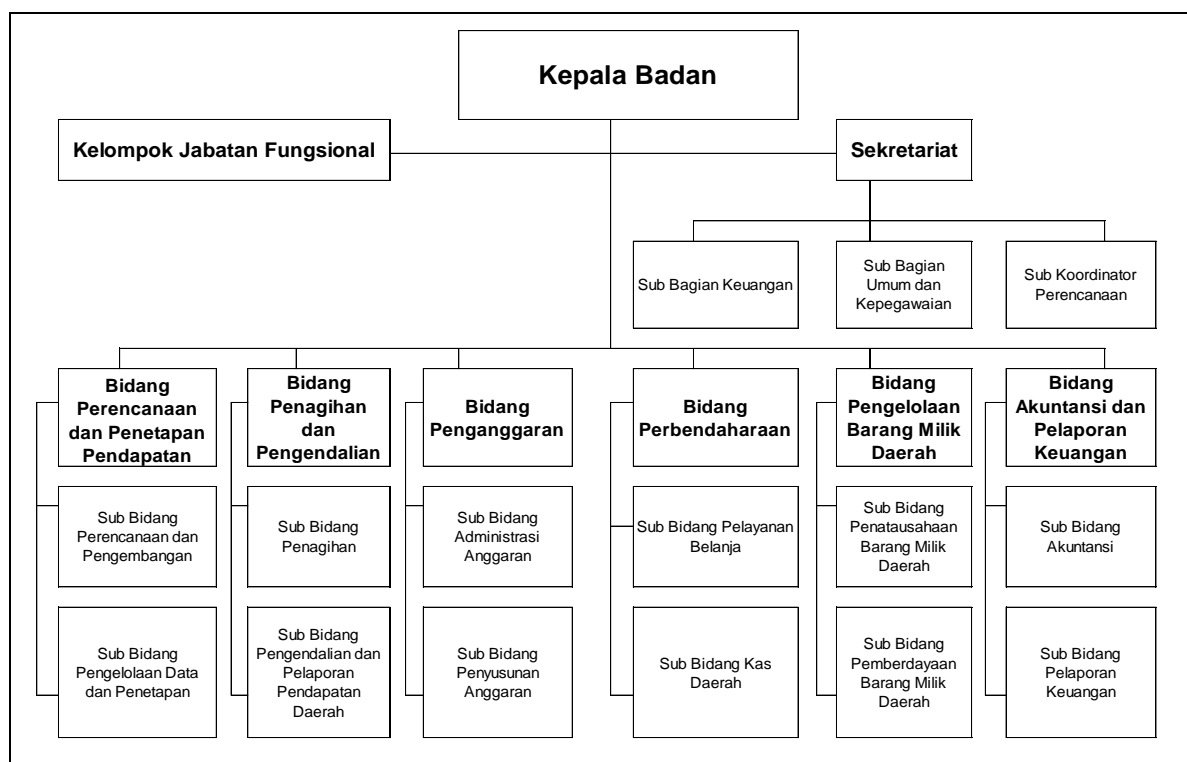 Kepala Badan
Kelompok Jabatan Fungsional
Sekretariat
Sub Bagian Keuangan
Sub Bagian
Umum dan
Kepegawaian
Sub Koordinator
Perencanaan
Bidang
Perencanaan
dan Penetapan
Pendapatan
Bidang
Penagihan
dan
Pengendalian
Bidang
Penganggaran
Bidang
Perbendaharaan
Bidang
Pengelolaan
Barang Milik
Daerah
Bidang
Akuntansi dan
Pelaporan
Keuangan
Sub Bidang
Perencanaan dan
Pengembangan
Sub Bidang
Penagihan
Sub Bidang
Administrasi
Anggaran
Sub Bidang Pelayanan
Belanja
Sub Bidang
Penatausahaan
Barang Milik
Daerah
Sub Bidang
Akuntansi
Sub Bidang
Pengelolaan Data
dan Penetapan
Sub Bidang
Pengendalian dan
Pelaporan
Pendapatan
Daerah
Sub Bidang
Penyusunan
Anggaran
Sub Bidang Kas
Daerah
Sub Bidang
Pemberdayaan
Barang Milik
Daerah
Sub Bidang
Pelaporan
Keuangan